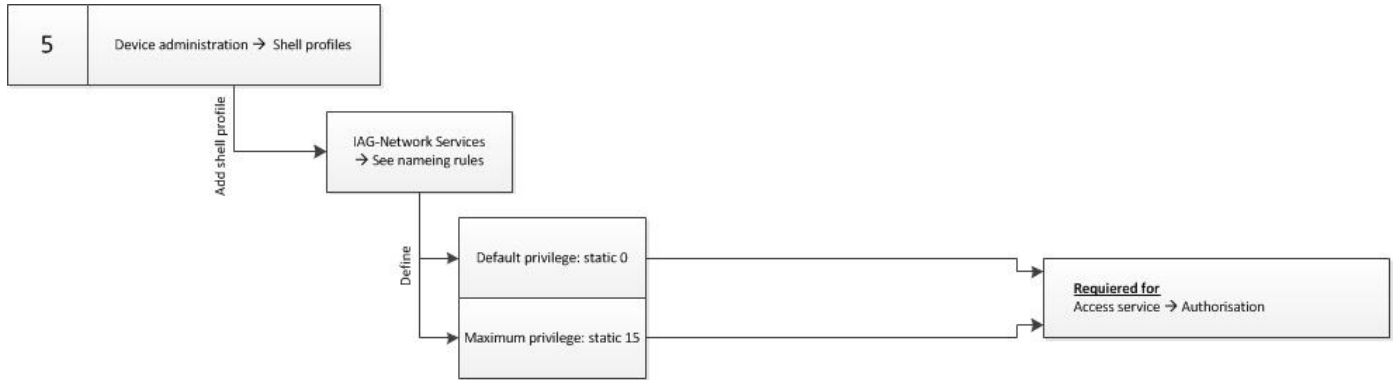 5
Device administration → Shell profiles
Add shell profile
IAG-Network Services
→ See nameing rules
Define
Default privilege: static 0
Maximum privilege: static 15
Requiered for
Access service → Authorisation